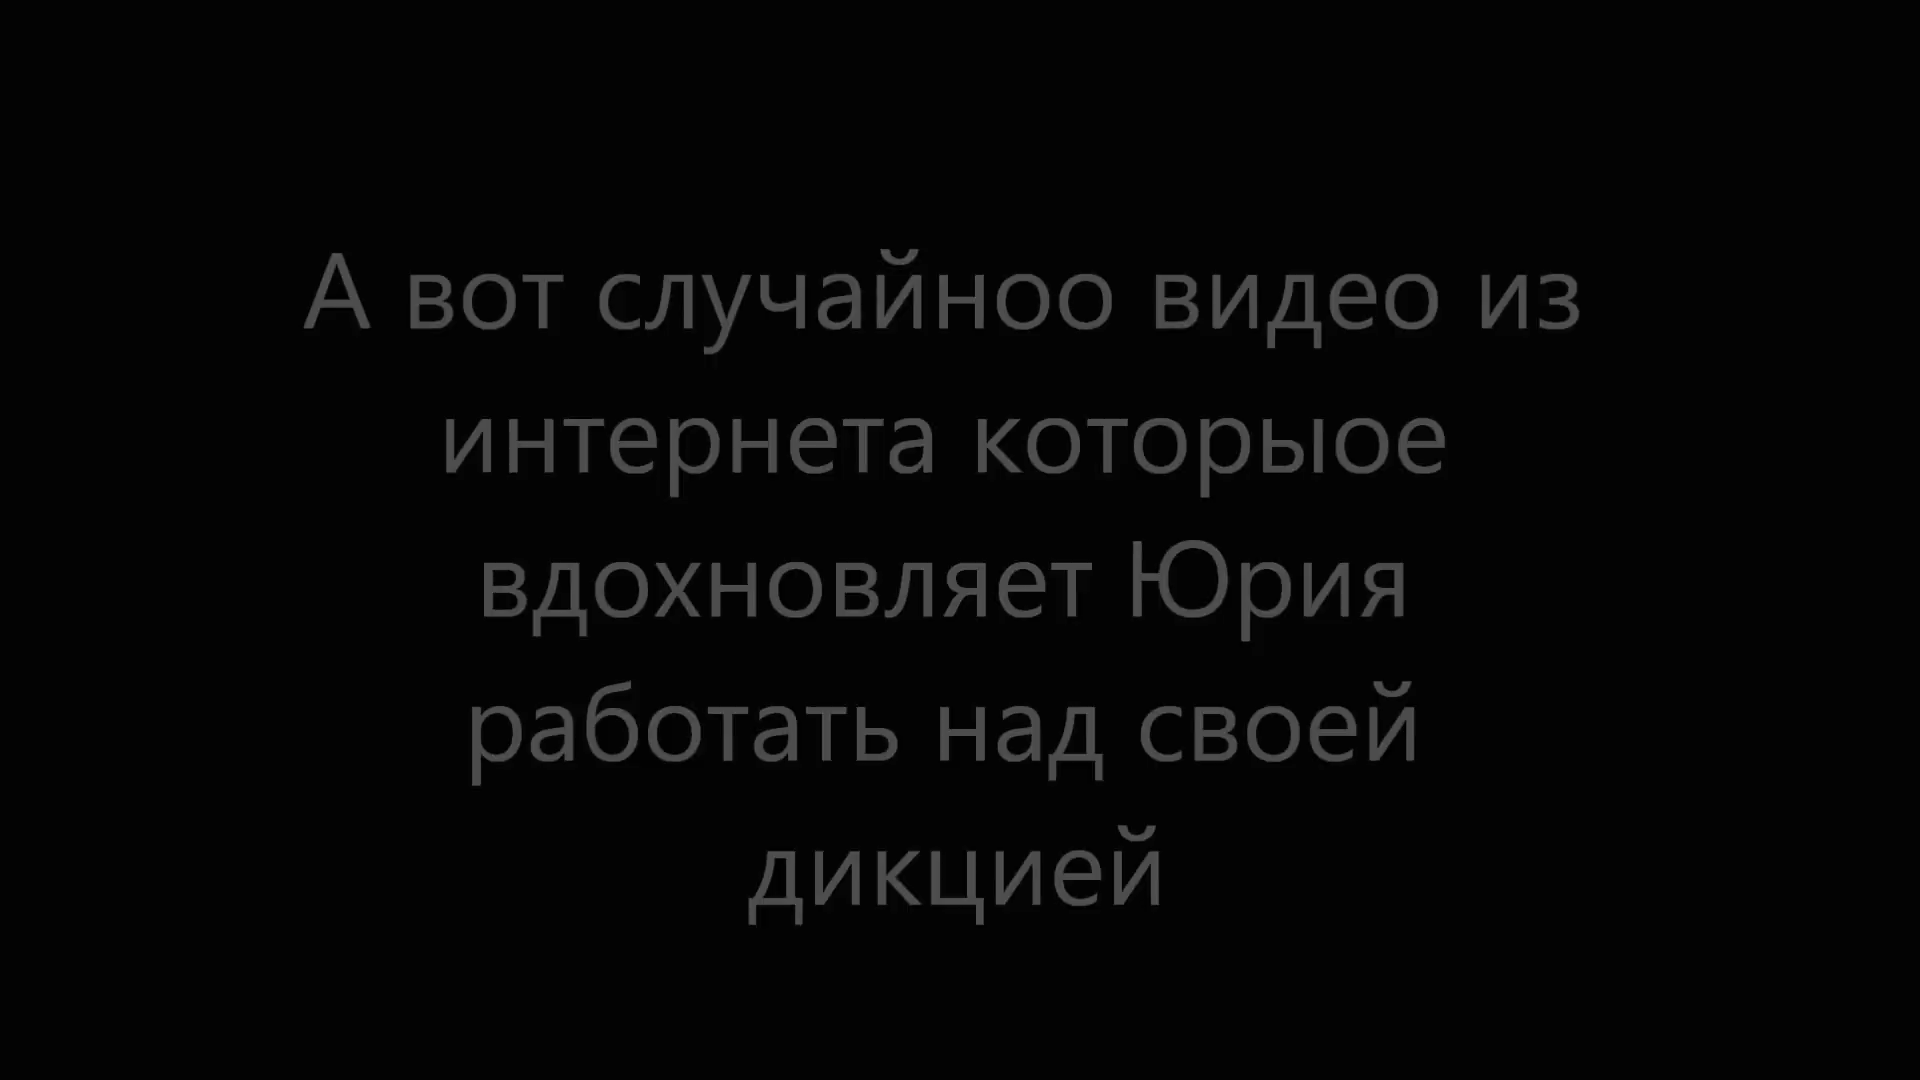 А вот случайноо видео из
интернета которыое
вдохновляет Юрия
работать над своей
дикцией